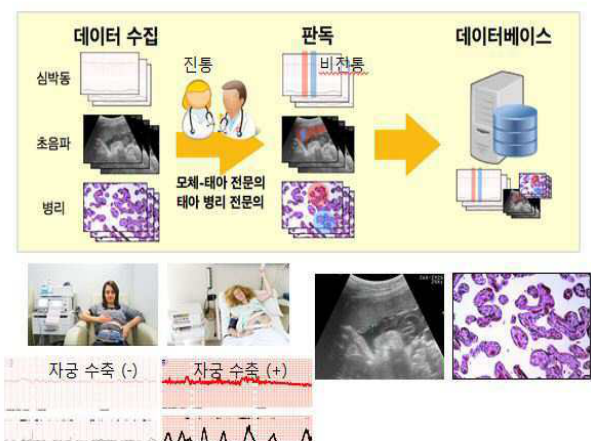 데이터 수집
판독
데이터베이스
진통
비전통
심박동
초음파
모체-태아 전문의
태아 병리 전문의
병리
자궁 수축 (-)
자궁 수축 (+)